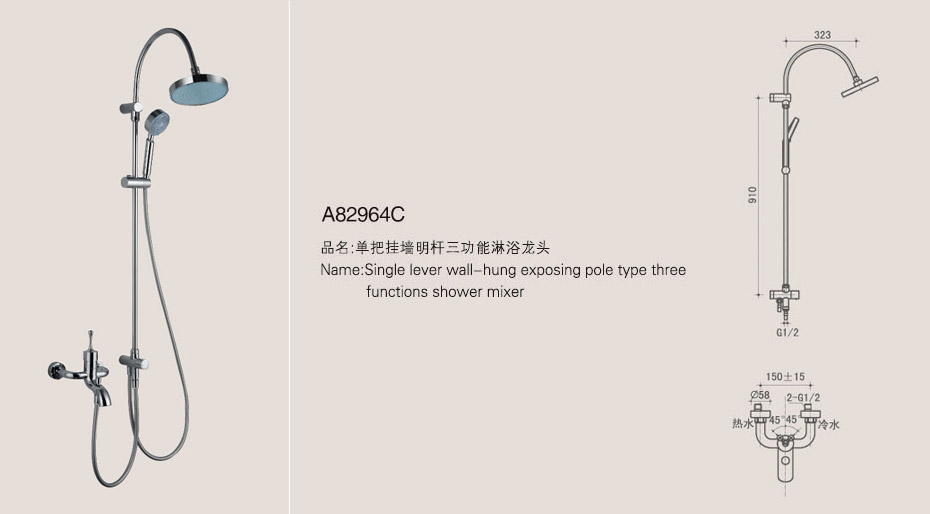 A82964C
品名:单把挂墙明杆三功能淋浴龙头
Name:Single lever wall-hung exposing pole type three
functions shower mixer
323
910
G1/2
150±15
Ø58
2-G1/2
45°45°
热水
冷水